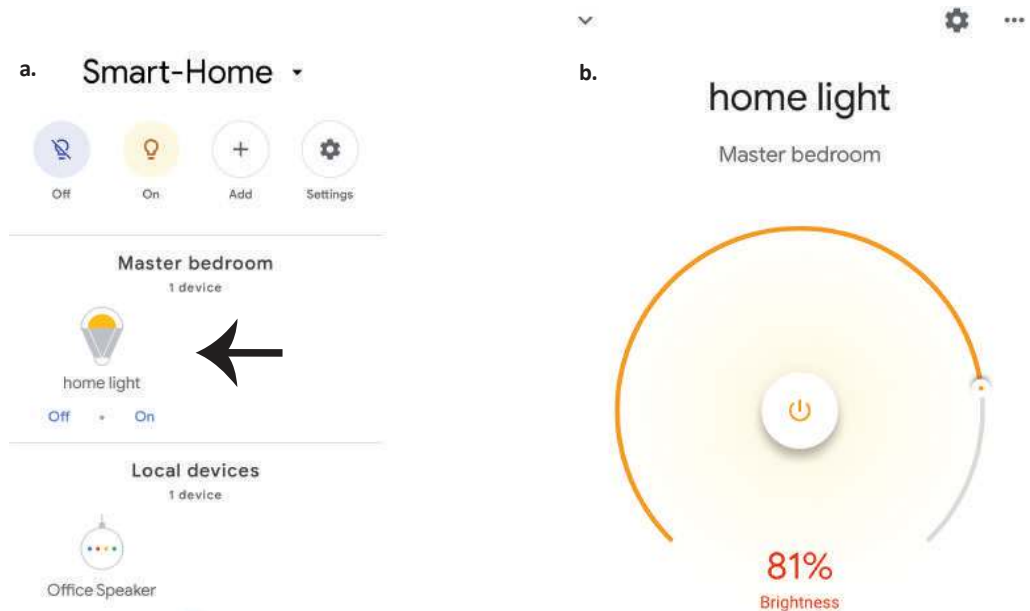 a.
Smart-Home
Off
On
Add
Settings
Master bedroom
1 device
home light
Off • On
Local devices
1 device
Office Speaker
b.
home light
Master bedroom
81%
Brightness